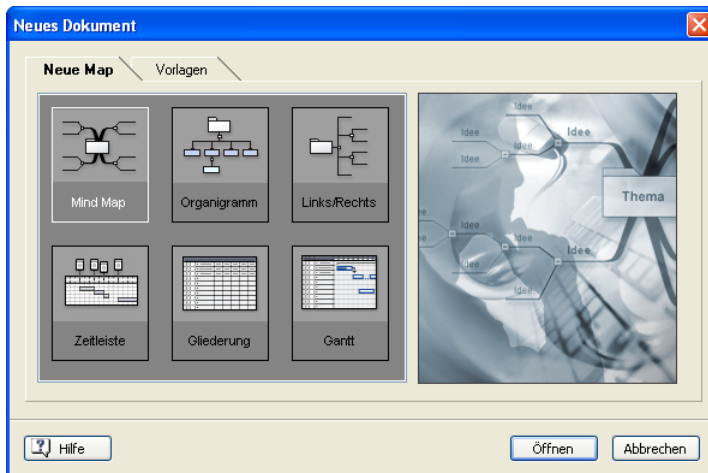 Neues Dokument
Neue Map Vorlagen
Mind Map Organigramm Links/Rechts
Zeitleiste Gliederung Gantt
Idee
Idee Idee
Idee
Thema
Idee
Idee
Idee
Idee
Hilfe Öffnen Abbrechen